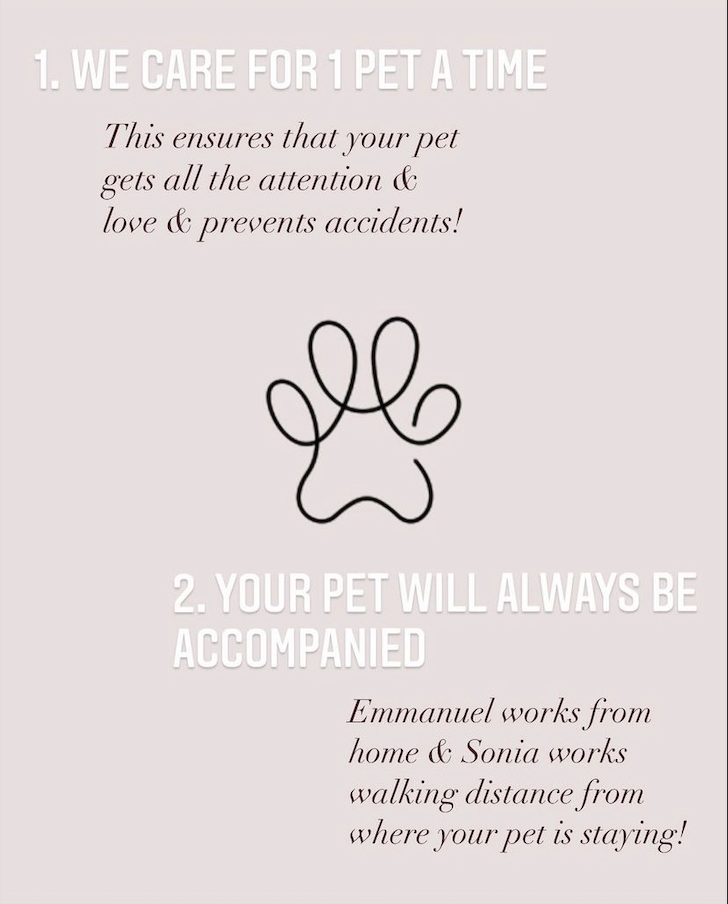 1. WE CARE FOR 1 PET A TIME
This ensures that your pet
gets all the attention &
love & prevents accidents!
2. YOUR PET WILL ALWAYS BE
ACCOMPANIED
Emmanuel works from
home & Sonia works
walking distance from
where your pet is staying!